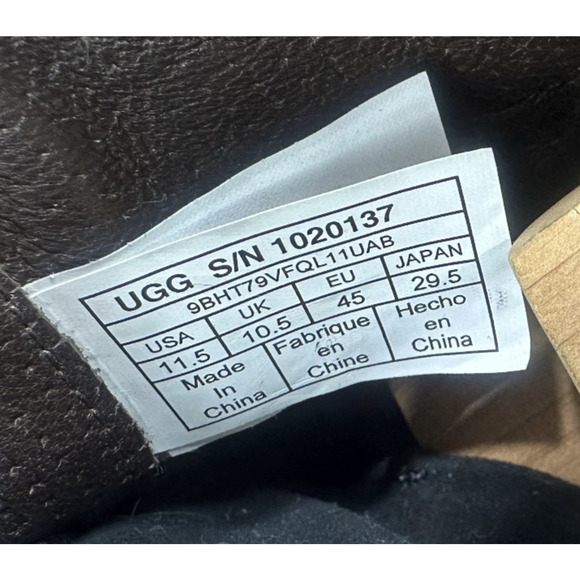 UGG S/N 1020137
9BHT79VFQL11UAB
USA UK EU JAPAN
11.5 10.5 45 29.5
Made In China
Fabrique en Chine
Hecho en China